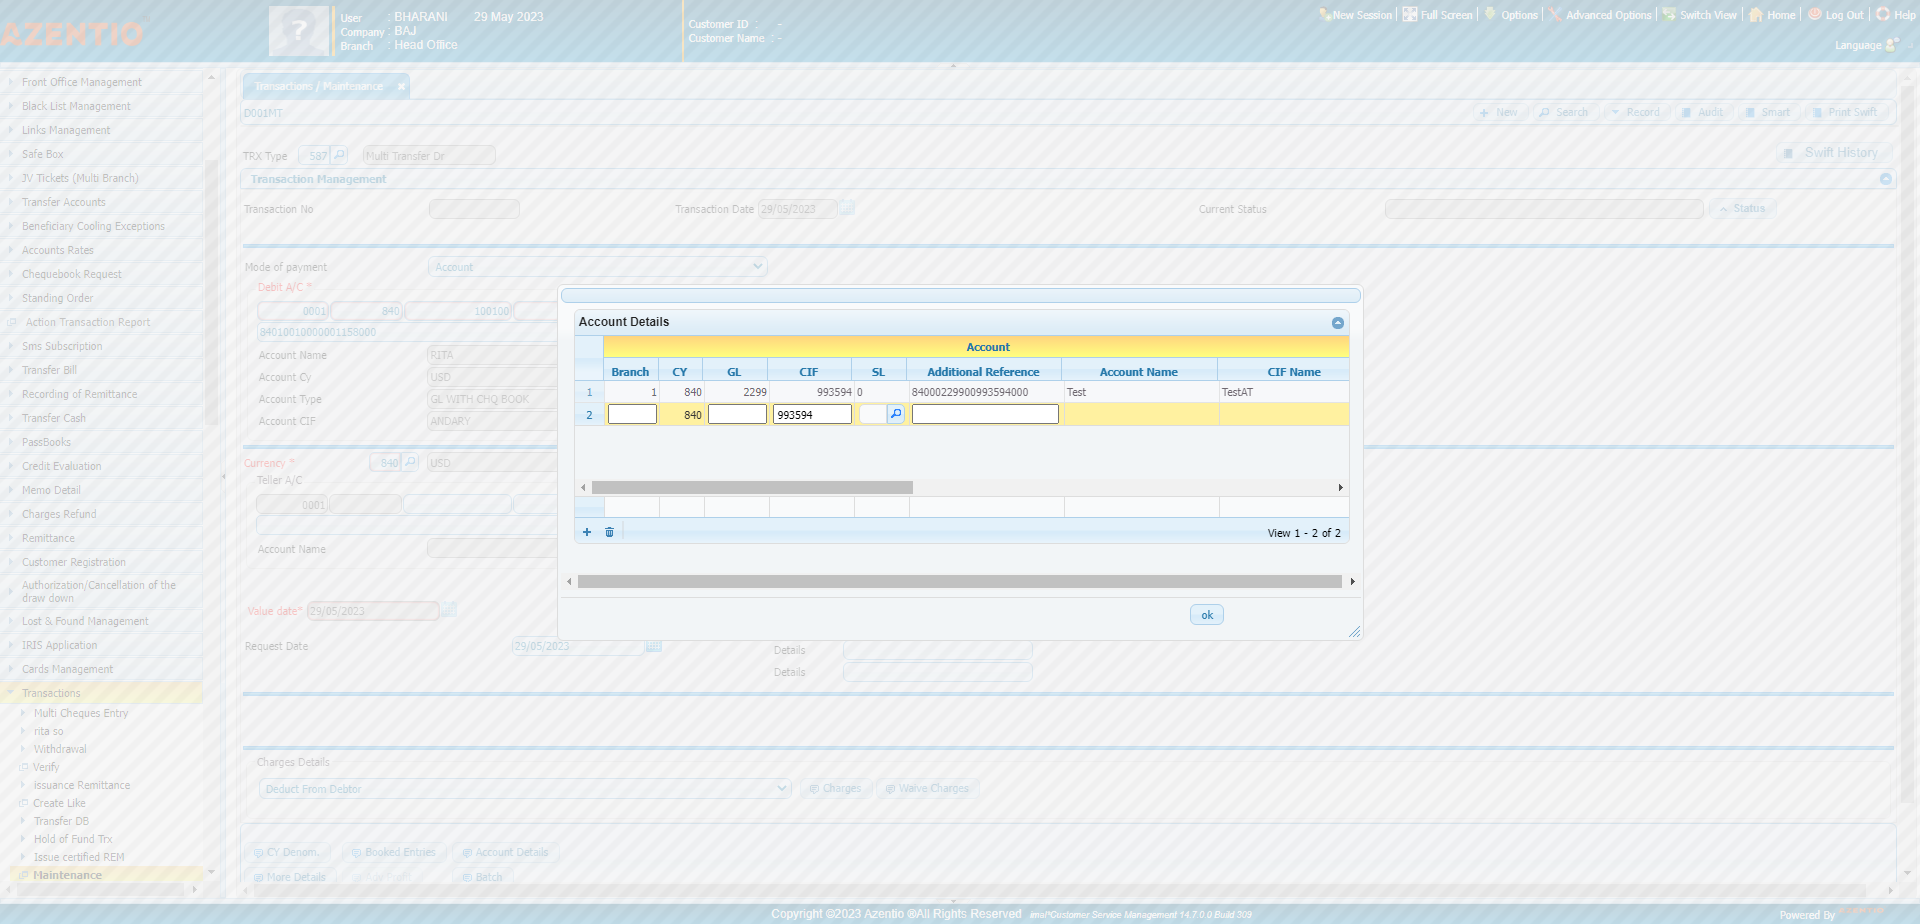 AZENTIO
User : BHARANI 29 May 2023
Company : BAJ
Branch : Head Office
Customer ID : -
Customer Name : -
New Session Full Screen Options Advanced Options Switch View Home Log Out Help
Language
Front Office Management
Black List Management
Links Management
Safe Box
JV Tickets (Multi Branch)
Transfer Accounts
Beneficiary Cooling Exceptions
Accounts Rates
Chequebook Request
Standing Order
Action Transaction Report
Sms Subscription
Transfer Bill
Recording of Remittance
Transfer Cash
PassBooks
Credit Evaluation
Memo Detail
Charges Refund
Remittance
Customer Registration
Authorization/Cancellation of the
draw down
Lost & Found Management
IRIS Application
Cards Management
Transactions
Multi Cheques Entry
rita so
Withdrawal
Verify
issuance Remittance
Create Like
Transfer DB
Hold of Fund Trx
Issue certified REM
Maintenance
Transactions / Maintenance
D001MT
New Search Record Audit Smart Print Swift
TRX Type 587 Multi Transfer Dr
Swift History
Transaction Management
Transaction No Transaction Date 29/05/2023 Current Status Status
Mode of payment Account
Debit A/C *
0001 840 100100
84010010000001158000
Account Name RITA
Account Cy USD
Account Type GL WITH CHQ BOOK
Account CIF ANDARY
Currency * 840 USD
Teller A/C
0001
Account Name
Value date* 29/05/2023
Request Date 29/05/2023
Details
Details
Account Details
Account
Branch CY GL CIF SL Additional Reference Account Name CIF Name
1 1 840 2299 993594 0 84000229900993594000 Test TestAT
2 840 993594
View 1 - 2 of 2
ok
Charges Details
Deduct From Debtor Charges Waive Charges
CY Denom. Booked Entries Account Details
More Details Adv Profit Batch
Copyright ©2023 Azentio ®All Rights Reserved imal*Customer Service Management 14.7.0.0 Build 309
Powered By